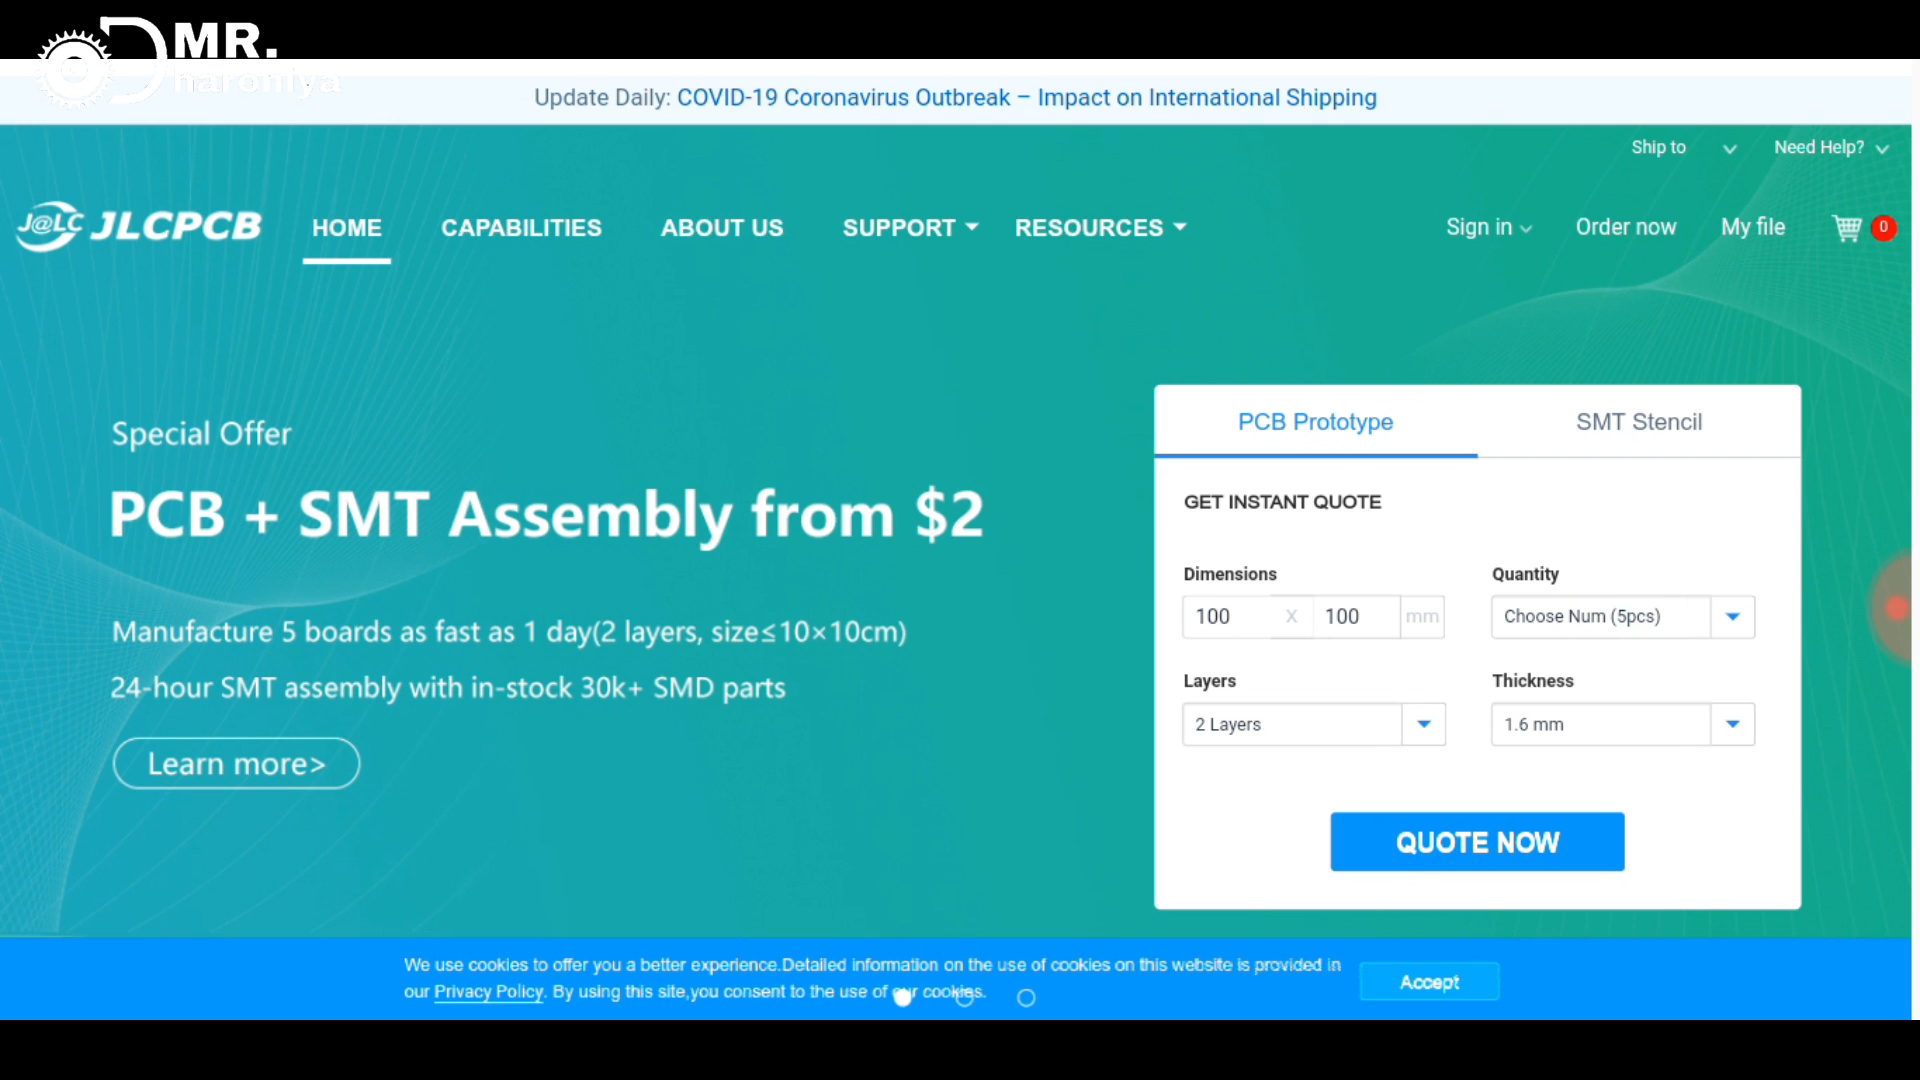 MR.
Dharoniya
Update Daily: COVID-19 Coronavirus Outbreak – Impact on International Shipping
Ship to
Need Help?
J@LC JLCPCB
HOME
CAPABILITIES
ABOUT US
SUPPORT
RESOURCES
Sign in
Order now
My file
0
Special Offer
PCB + SMT Assembly from $2
Manufacture 5 boards as fast as 1 day(2 layers, size≤10×10cm)
24-hour SMT assembly with in-stock 30k+ SMD parts
Learn more>
PCB Prototype
SMT Stencil
GET INSTANT QUOTE
Dimensions
Quantity
100 X 100 mm
Choose Num (5pcs)
Layers
Thickness
2 Layers
1.6 mm
QUOTE NOW
We use cookies to offer you a better experience.Detailed information on the use of cookies on this website is provided in
our Privacy Policy. By using this site,you consent to the use of our cookies.
Accept